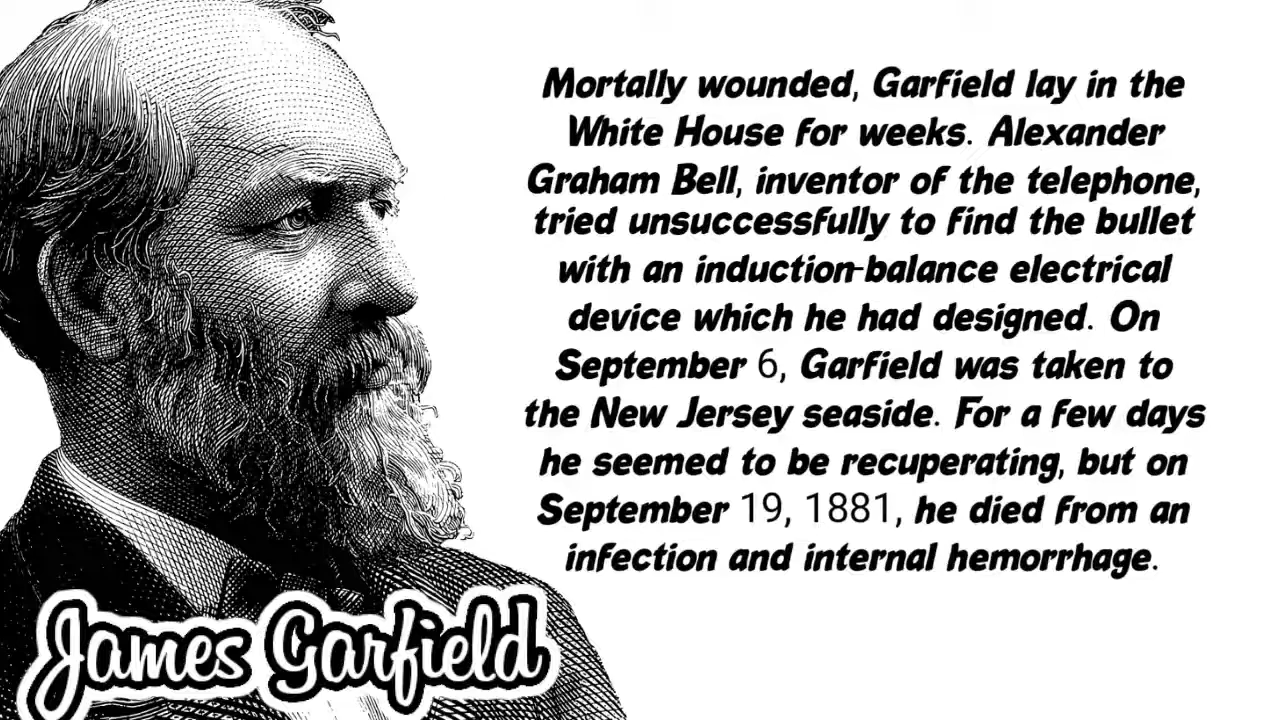 Mortally wounded, Garfield lay in the
White House for weeks. Alexander
Graham Bell, inventor of the telephone,
tried unsuccessfully to find the bullet
with an induction-balance electrical
device which he had designed. On
September 6, Garfield was taken to
the New Jersey seaside. For a few days
he seemed to be recuperating, but on
September 19, 1881, he died from an
infection and internal hemorrhage.
James Garfield